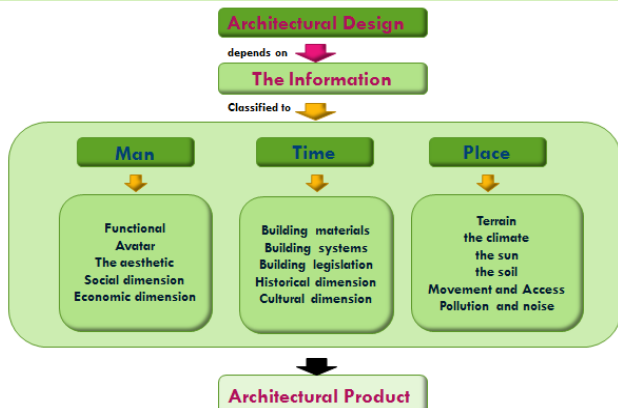 Architectural Design
depends on
The Information
Classified to
Man
Time
Place
Functional
Avatar
The aesthetic
Social dimension
Economic dimension
Building materials
Building systems
Building legislation
Historical dimension
Cultural dimension
Terrain
the climate
the sun
the soil
Movement and Access
Pollution and noise
Architectural Product